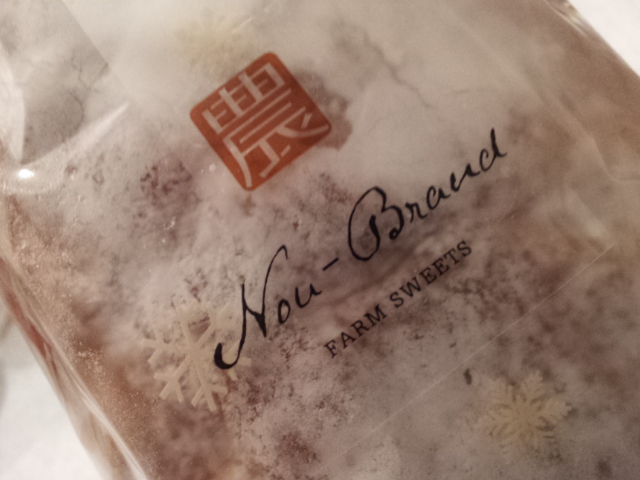 農
Nou-Brand
FARM SWEETS